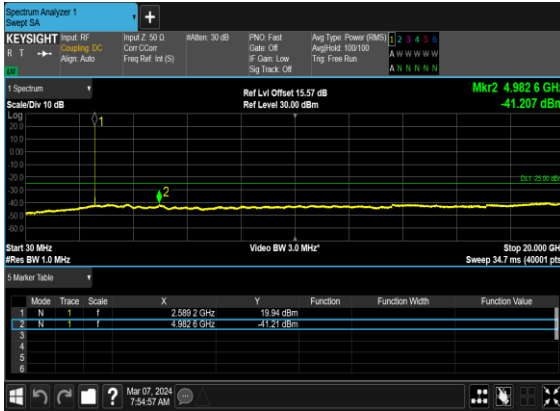 Spectrum Analyzer 1
Swept SA
+
KEYSIGHT
R T
Input: RF
Coupling: DC
Align: Auto
Input Z: 50 Ω
Corr CCorr
Freq Ref: Int (S)
#Atten: 30 dB
PNO: Fast
Gate: Off
IF Gain: Low
Sig Track: Off
Avg Type: Power (RMS)
Avg|Hold: 100/100
Trig: Free Run
1 2 3 4 5 6
A W W W W W
A N N N N N
1 Spectrum
Scale/Div 10 dB
Ref Lvl Offset 15.57 dB
Ref Level 30.00 dBm
Mkr2 4.982 6 GHz
-41.207 dBm
Log
20.0
10.0
0.00
-10.0
-20.0
-30.0
-40.0
-50.0
-60.0
1
2
Start 30 MHz
#Res BW 1.0 MHz
Video BW 3.0 MHz*
Stop 20.000 GH
Sweep 34.7 ms (40001 pts
5 Marker Table
Mode Trace Scale X Y Function Function Width Function Value
1 N 1 f 2.589 2 GHz 19.94 dBm
2 N 1 f 4.982 6 GHz -41.21 dBm
3
4
5
6
?
Mar 07, 2024
7:54:57 AM